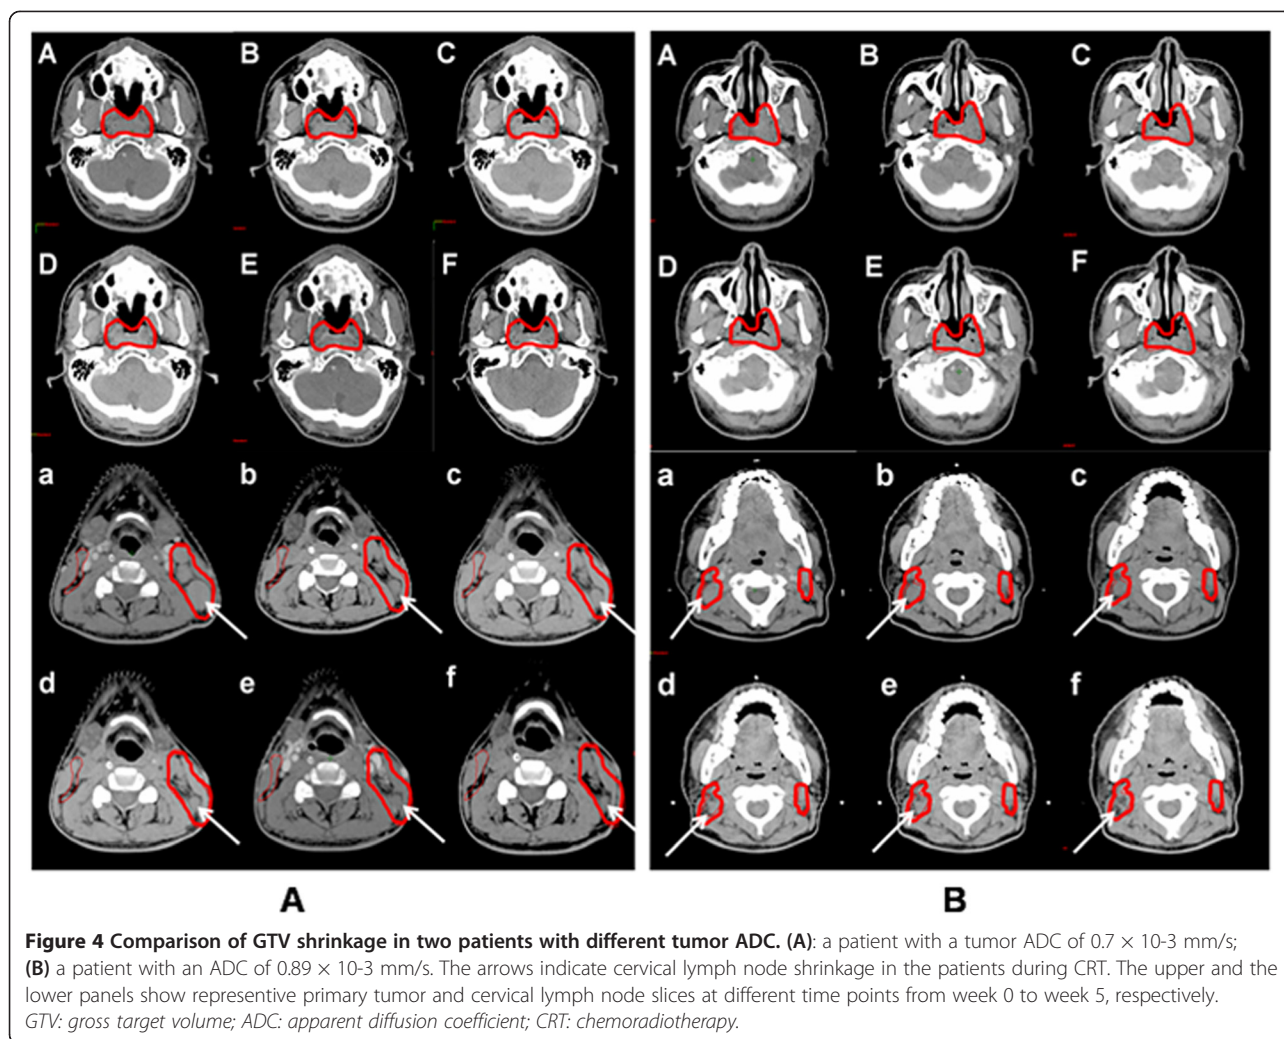 A B C A B C
D E F D E F
a b c a b c
d e f d e f
A B
Figure 4 Comparison of GTV shrinkage in two patients with different tumor ADC. (A): a patient with a tumor ADC of 0.7 × 10-3 mm/s;
(B) a patient with an ADC of 0.89 × 10-3 mm/s. The arrows indicate cervical lymph node shrinkage in the patients during CRT. The upper and the
lower panels show representive primary tumor and cervical lymph node slices at different time points from week 0 to week 5, respectively.
GTV: gross target volume; ADC: apparent diffusion coefficient; CRT: chemoradiotherapy.